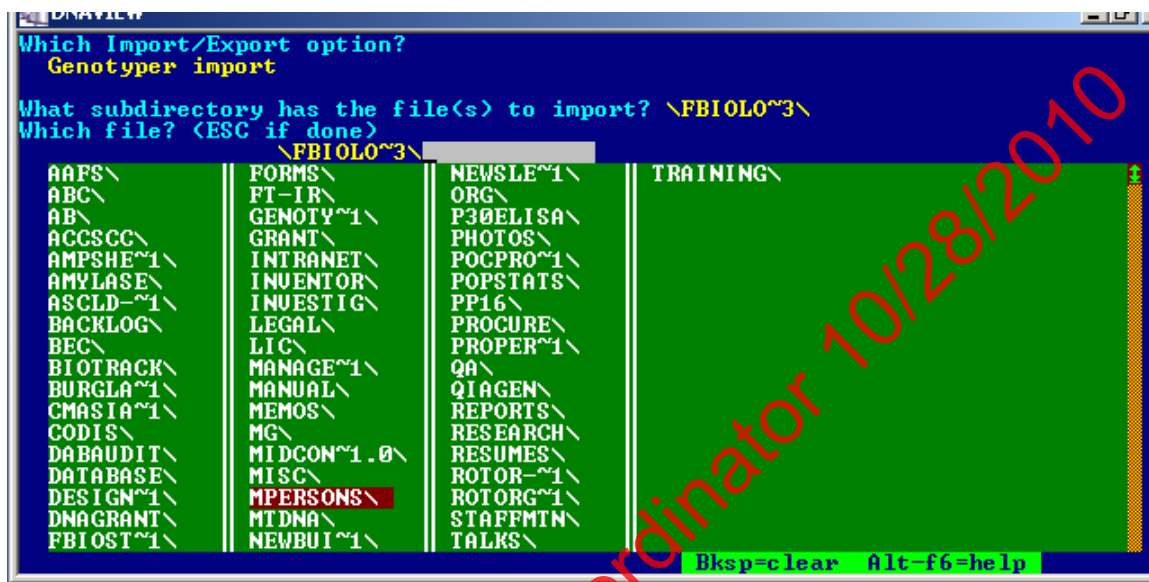 DNAVIEW
Which Import/Export option?
Genotyper import
What subdirectory has the file(s) to import? \FBIOLO~3\
Which file? (ESC if done)
\FBIOLO~3\
AAFS\ FORMS\ NEWSLE~1\ TRAINING\
ABC\ FT-IR\ ORG\
AB\ GENOTY~1\ P30ELISA\
ACCSCC\ GRANT\ PHOTOS\
AMPSHE~1\ INTRANET\ POCPRO~1\
AMYLASE\ INVENTOR\ POPSTATS\
ASCLD-~1\ INVESTIG\ PP16\
BACKLOG\ LEGAL\ PROCURE\
BEC\ LIC\ PROPER~1\
BIOTRACK\ MANAGE~1\ QA\
BURGLA~1\ MANUAL\ QIAGEN\
CMASIA~1\ MEMOS\ REPORTS\
CODIS\ MG\ RESEARCH\
DABAUDIT\ MIDCON~1.0\ RESUMES\
DATABASE\ MISC\ ROTOR-~1\
DESIGN~1\ MPERSONS\ ROTORG~1\
DNAGRANT\ MTDNA\ STAFFMTN\
FBIOST~1\ NEWBUI~1\ TALKS\
Bksp=clear Alt-f6=help
ordinator 10/28/2010